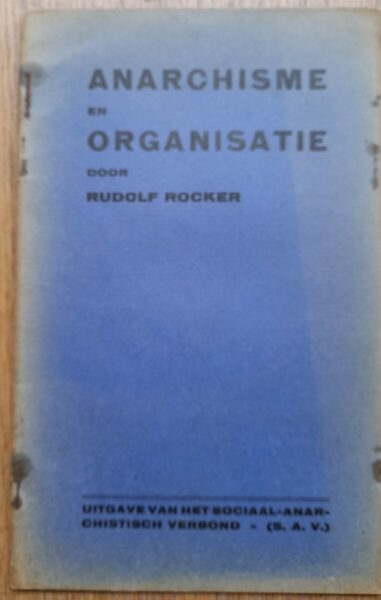 ANARCHISME
EN
ORGANISATIE
DOOR
RUDOLF ROCKER
UITGAVE VAN HET SOCIAAL-ANAR-
CHISTISCH VERBOND - (S. A. V.)